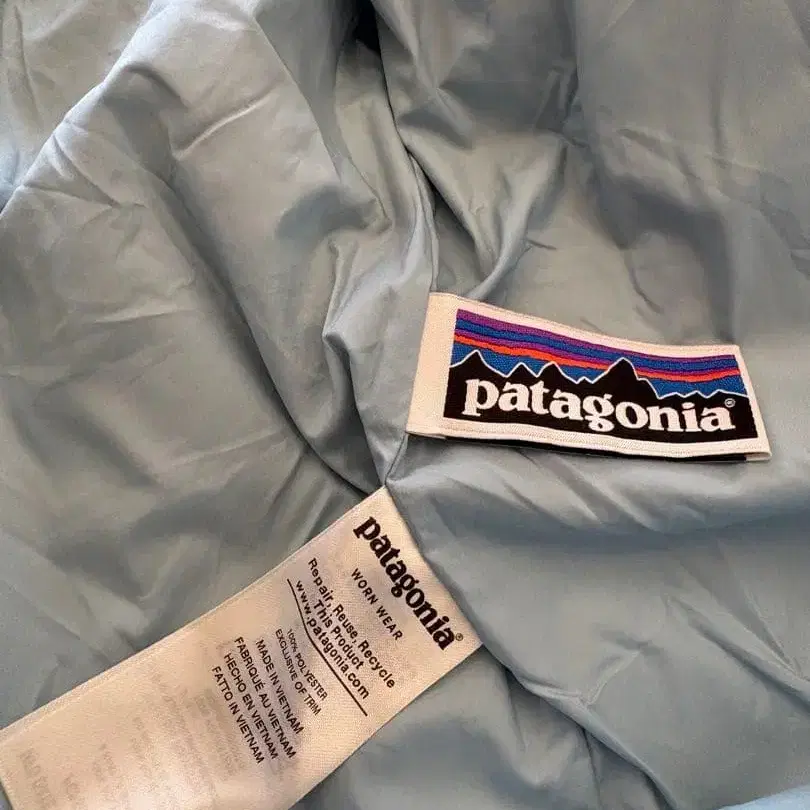 patagonia®
patagonia®
WORN WEAR
Repair, Reuse, Recycle
This Product
www.patagonia.com
100% POLYESTER
EXCLUSIVE OF TRIM
MADE IN VIETNAM
FABRIQUÉ AU VIETNAM
HECHO EN VIETNAM
FATTO IN VIETNAM